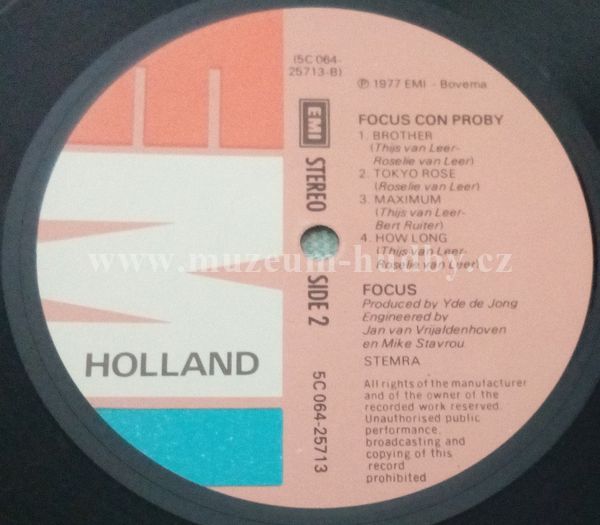 (5C 064-
25713-B)
℗ 1977 EMI - Bovema
EMI
STEREO
SIDE 2
5C 064-25713
FOCUS CON PROBY
1. BROTHER
(Thijs van Leer-
Roselie van Leer)
2. TOKYO ROSE
(Roselie van Leer)
3. MAXIMUM
(Thijs van Leer-
Bert Ruiter)
4. HOW LONG
(Thijs van Leer-
Roselie van Leer)
FOCUS
Produced by Yde de Jong
Engineered by
Jan van Vrijaldenhoven
en Mike Stavrou
STEMRA
All rights of the manufacturer
and of the owner of the
recorded work reserved.
Unauthorised public
performance,
broadcasting and
copying of this
record
prohibited
HOLLAND
www.muzeum-hudby.cz